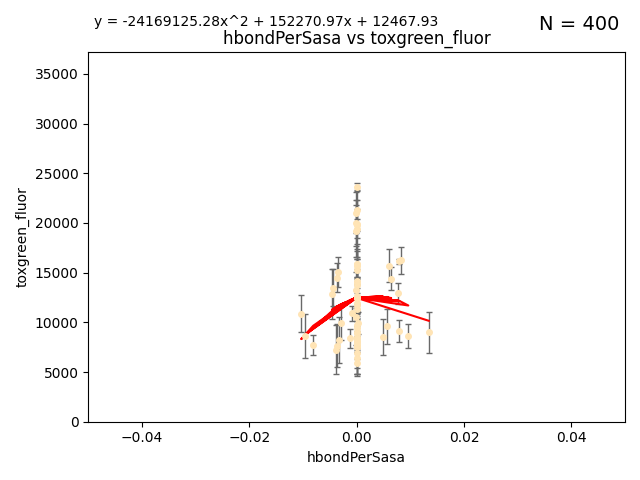 y = -24169125.28x^2 + 152270.97x + 12467.93
N = 400
hbondPerSasa vs toxgreen_fluor
35000
30000
25000
20000
15000
10000
5000
0
toxgreen_fluor
−0.04
−0.02
0.00
0.02
0.04
hbondPerSasa